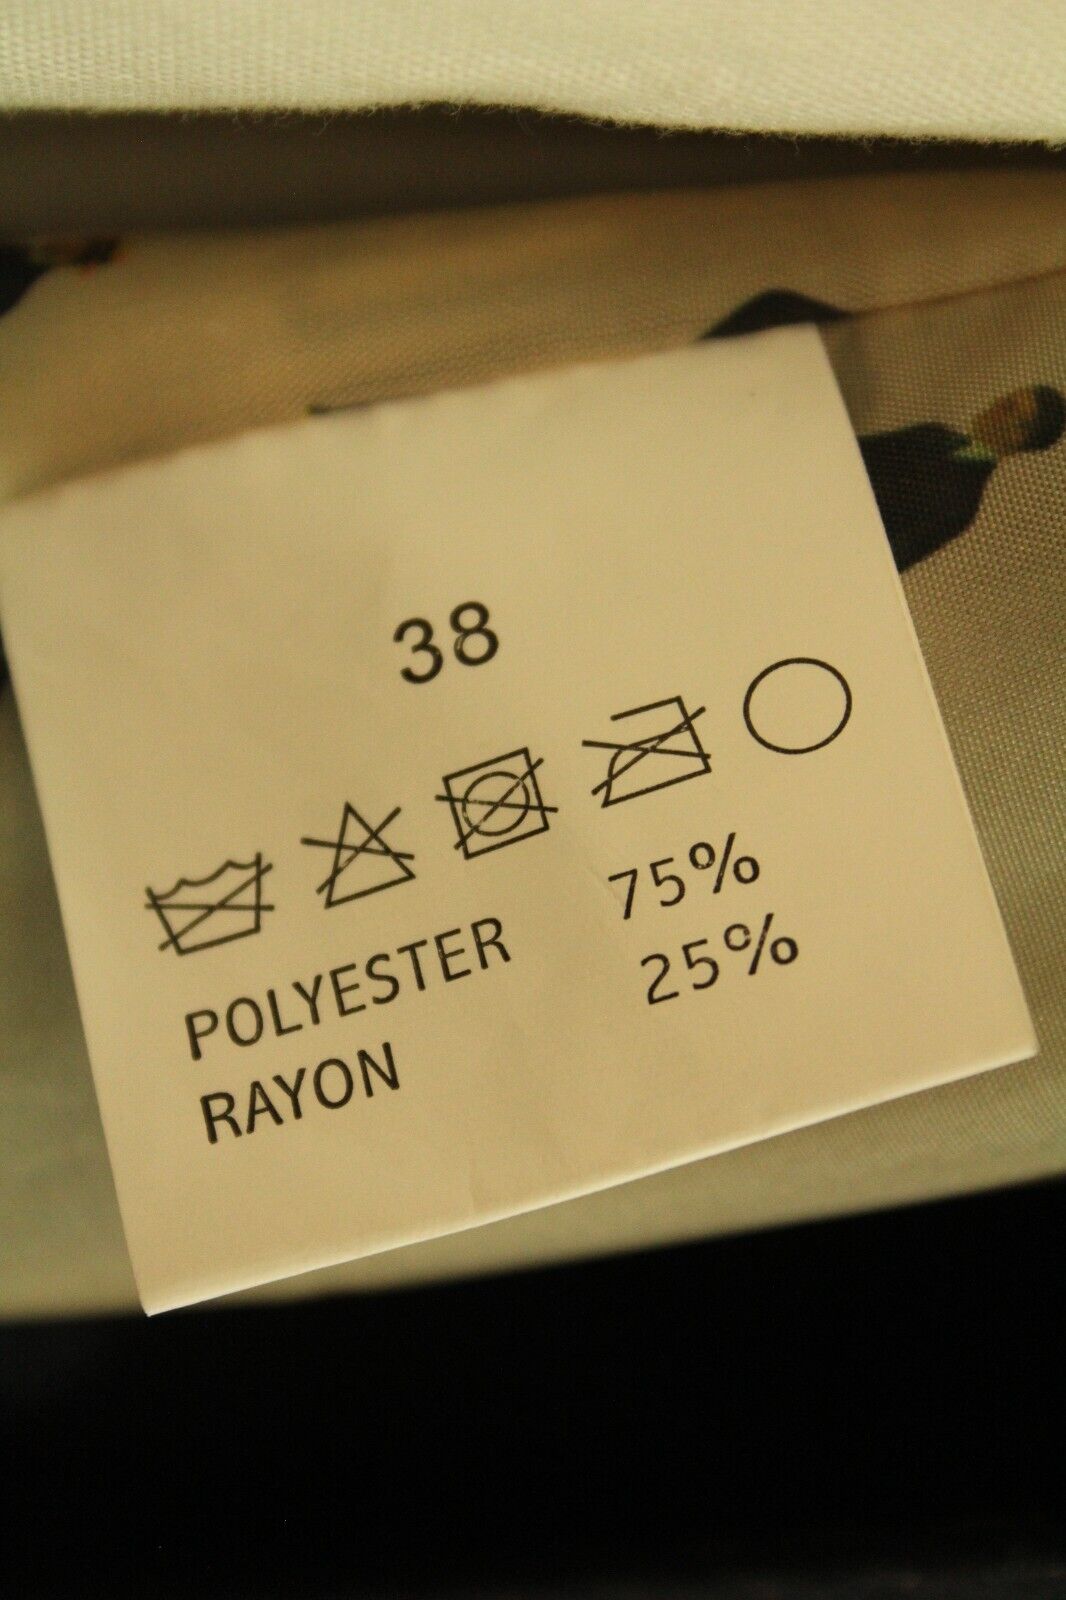 38
POLYESTER 75%
RAYON 25%